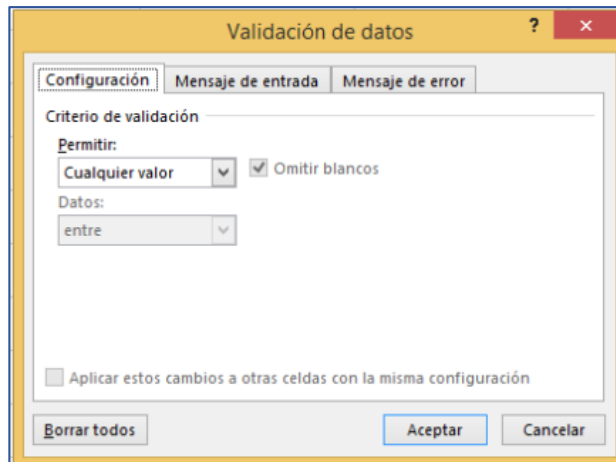 Validación de datos ?
Configuración Mensaje de entrada Mensaje de error
Criterio de validación
Permitir:
Cualquier valor Omitir blancos
Datos:
entre
Aplicar estos cambios a otras celdas con la misma configuración
Borrar todos Aceptar Cancelar